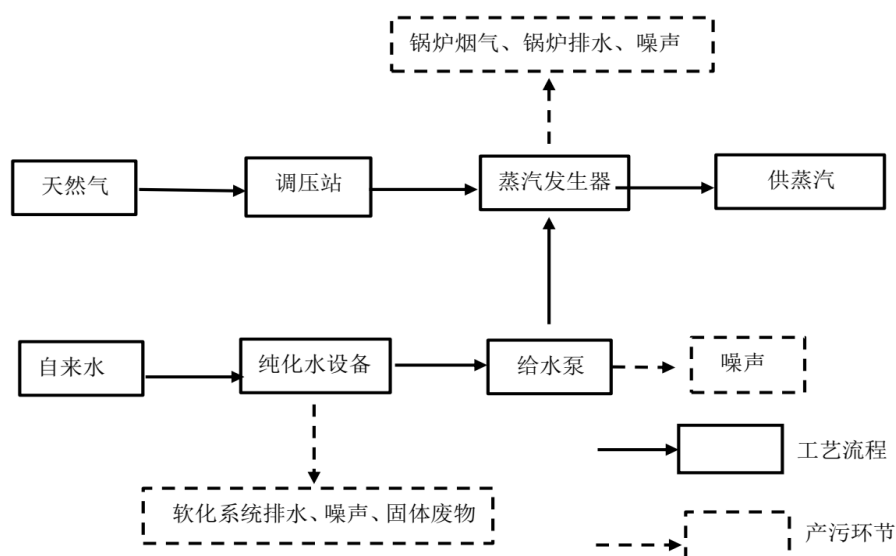 锅炉烟气、锅炉排水、噪声
天然气
调压站
蒸汽发生器
供蒸汽
自来水
纯化水设备
给水泵
噪声
工艺流程
软化系统排水、噪声、固体废物
产污环节